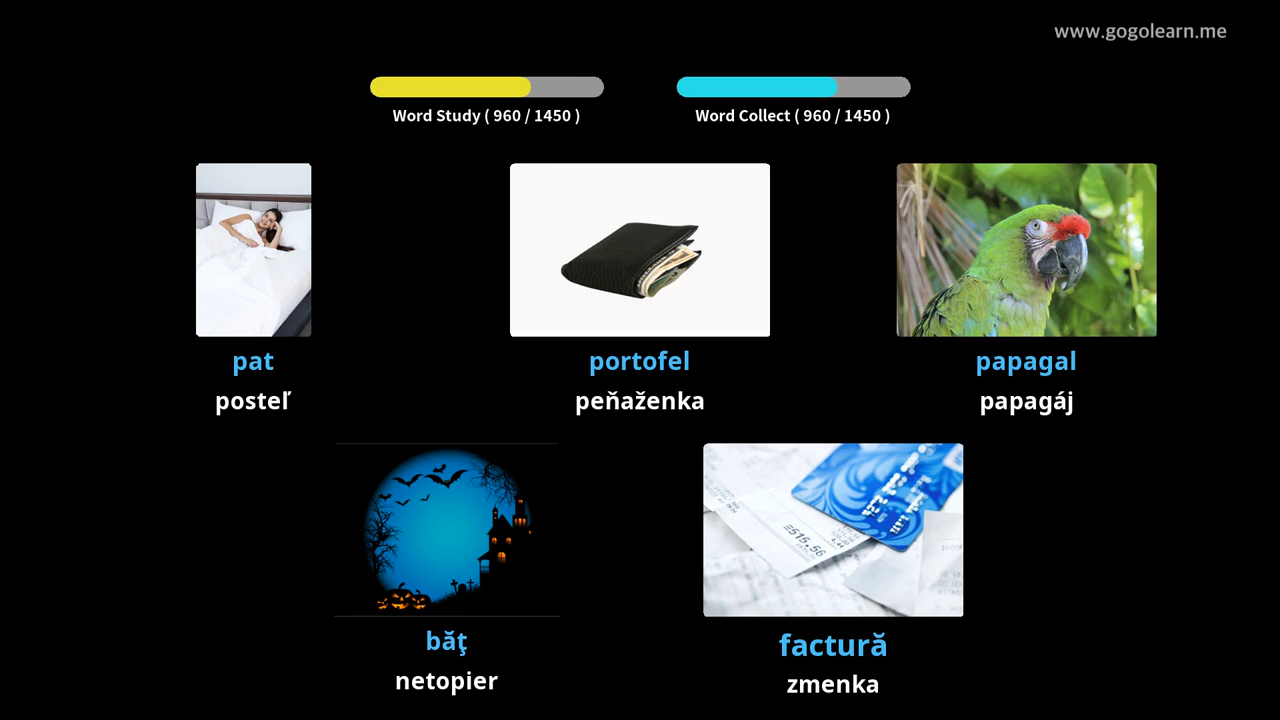 www.gogolearn.me
Word Study ( 960 / 1450 )
Word Collect ( 960 / 1450 )
pat
posteľ
portofel
peňaženka
papagal
papagáj
băţ
netopier
factură
zmenka